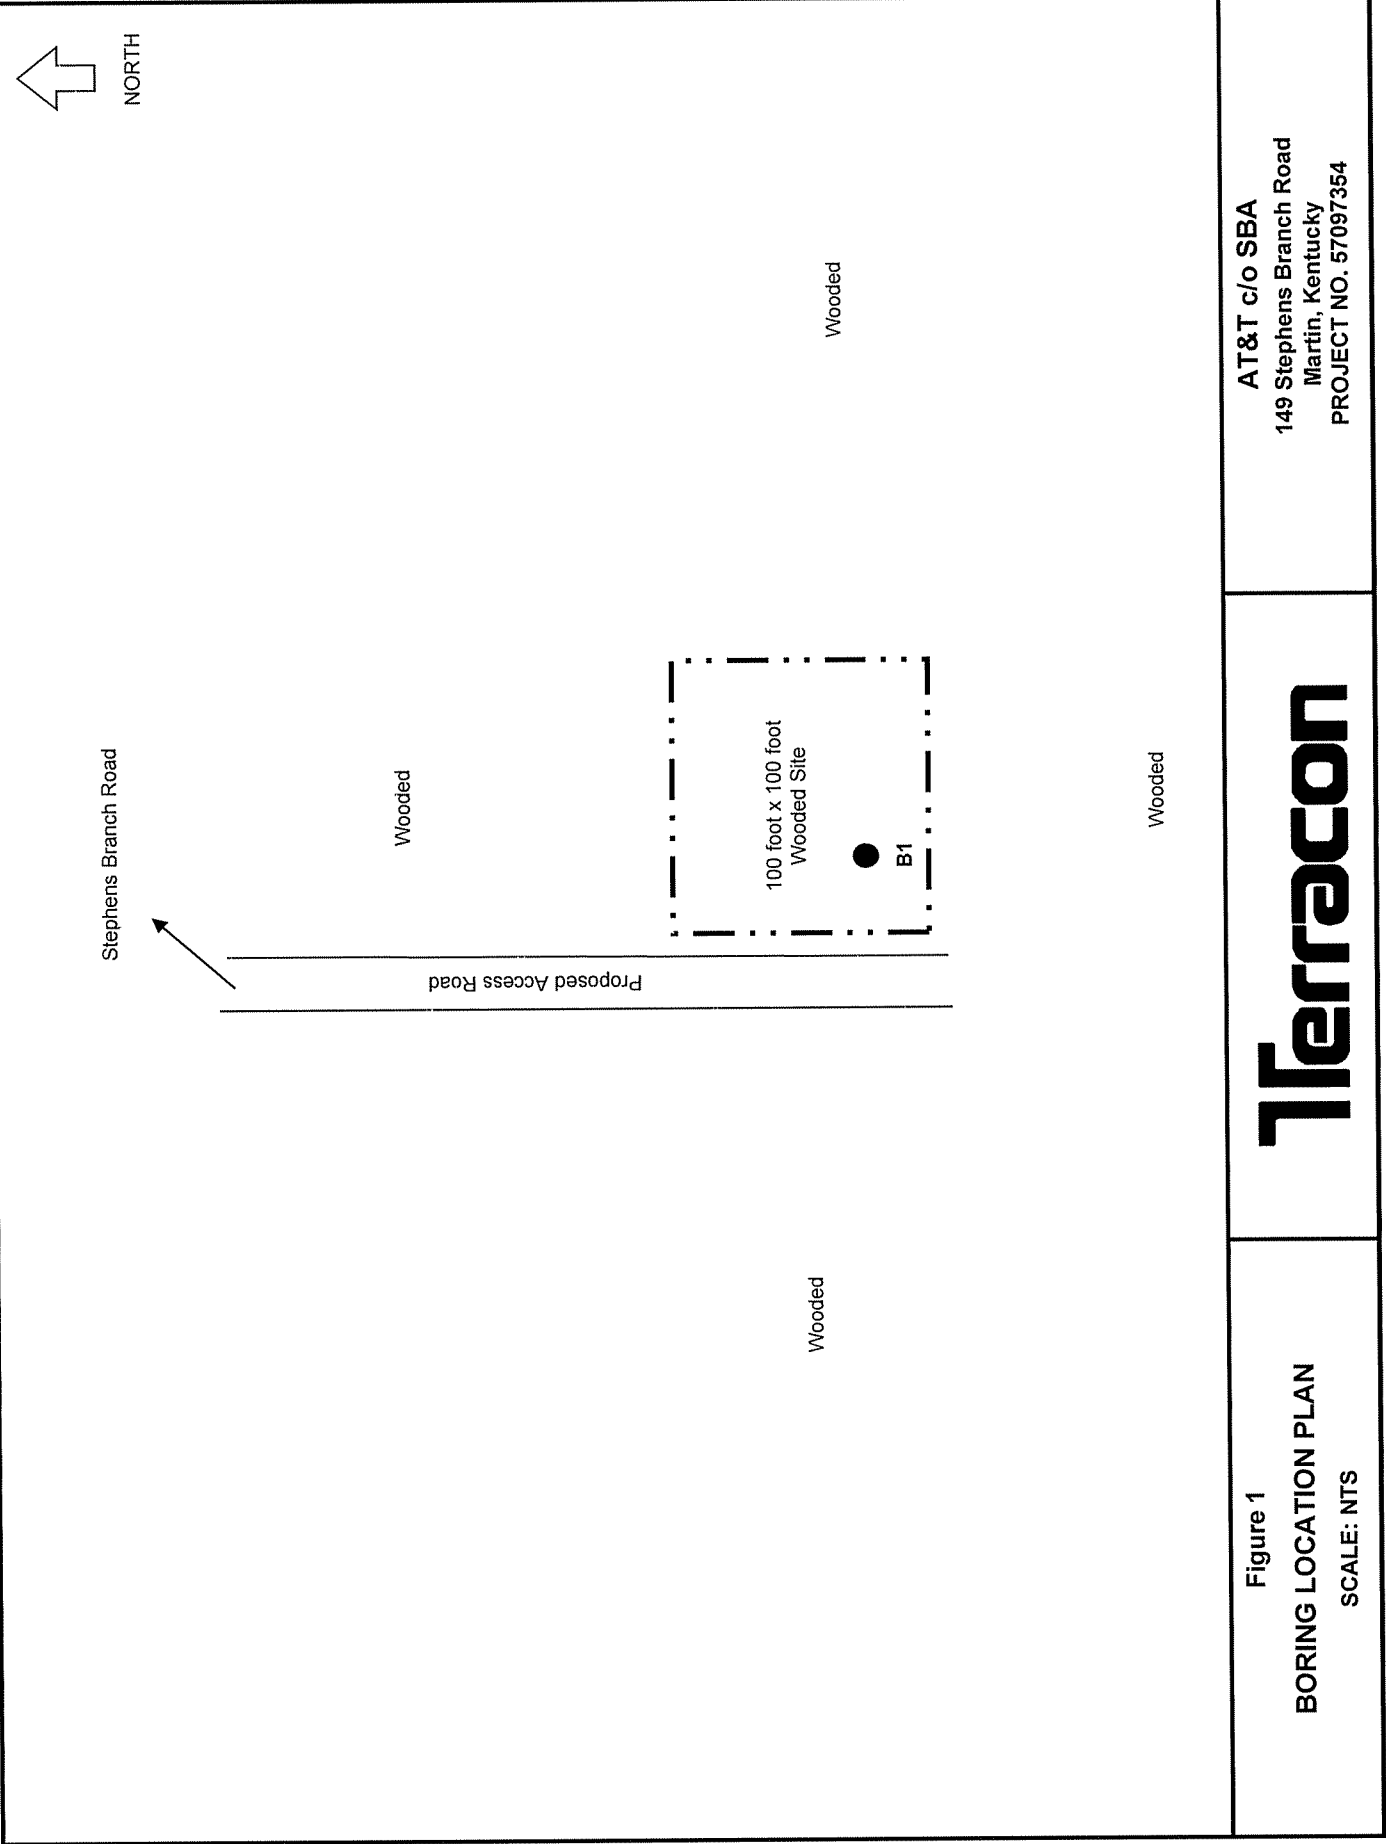 NORTH
Stephens Branch Road
Wooded
Proposed Access Road
100 foot x 100 foot
Wooded Site
B1
Wooded
Wooded
Wooded
Figure 1
BORING LOCATION PLAN
SCALE: NTS
Terracon
AT&T c/o SBA
149 Stephens Branch Road
Martin, Kentucky
PROJECT NO. 57097354